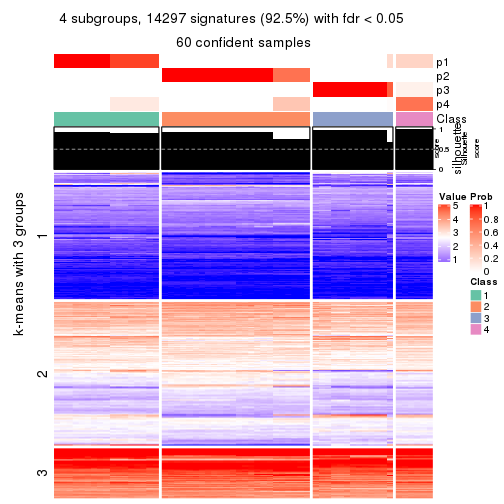 4 subgroups, 14297 signatures (92.5%) with fdr < 0.05
60 confident samples
p1
p2
p3
p4
Class
1
0.5
0
silhouette
Silhouette
score
k-means with 3 groups
1
2
3
Value
5
4
3
2
1
Prob
1
0.8
0.6
0.4
0.2
0
Class
1
2
3
4